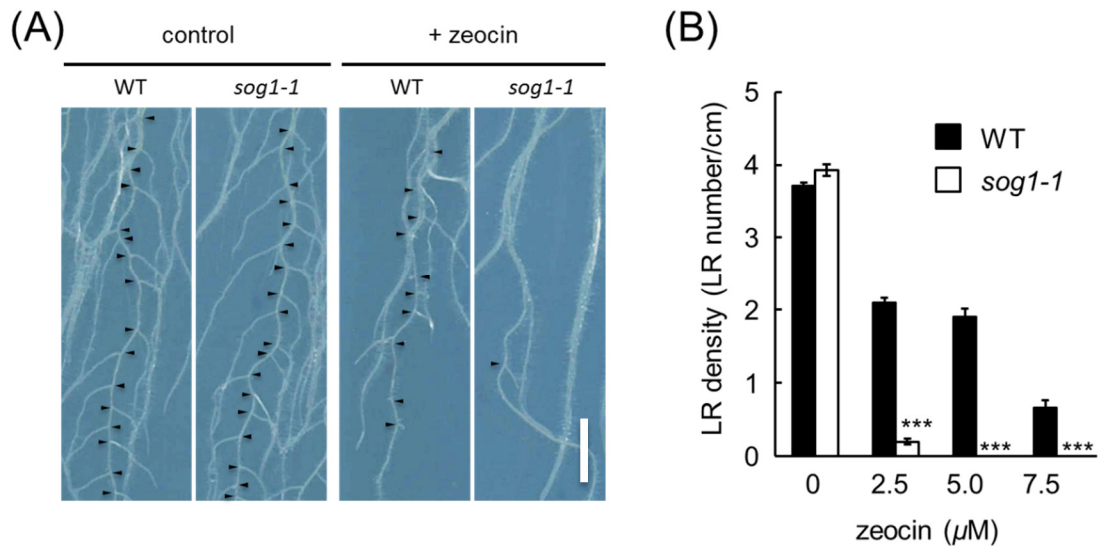 (A)
control
+ zeocin
WT
sog1-1
WT
sog1-1
(B)
LR density (LR number/cm)
5
4
3
2
1
0
WT
sog1-1
***
***
***
0
2.5
5.0
7.5
zeocin (µM)